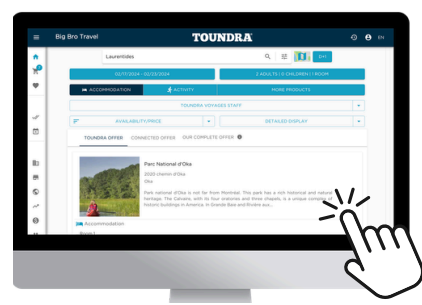 Big Bro Travel
TOUNDRA
EN
Laurentides
02/17/2024 - 02/23/2024
2 ADULTS | 0 CHILDREN | 1 ROOM
ACCOMMODATION
ACTIVITY
MORE PRODUCTS
TOUNDRA VOYAGES STAFF
AVAILABILITY/PRICE
DETAILED DISPLAY
TOUNDRA OFFER
CONNECTED OFFER
OUR COMPLETE OFFER
Parc National d'Oka
2020 chemin d'Oka
Oka
Park national d'Oka is not far from Montréal. This park has a rich historical and natural
heritage. The Calvaire, with its four oratories and three chapels, is a unique complex of
historic buildings in America. In Grande Baie and Rivière aux...
Accommodation
Room 1